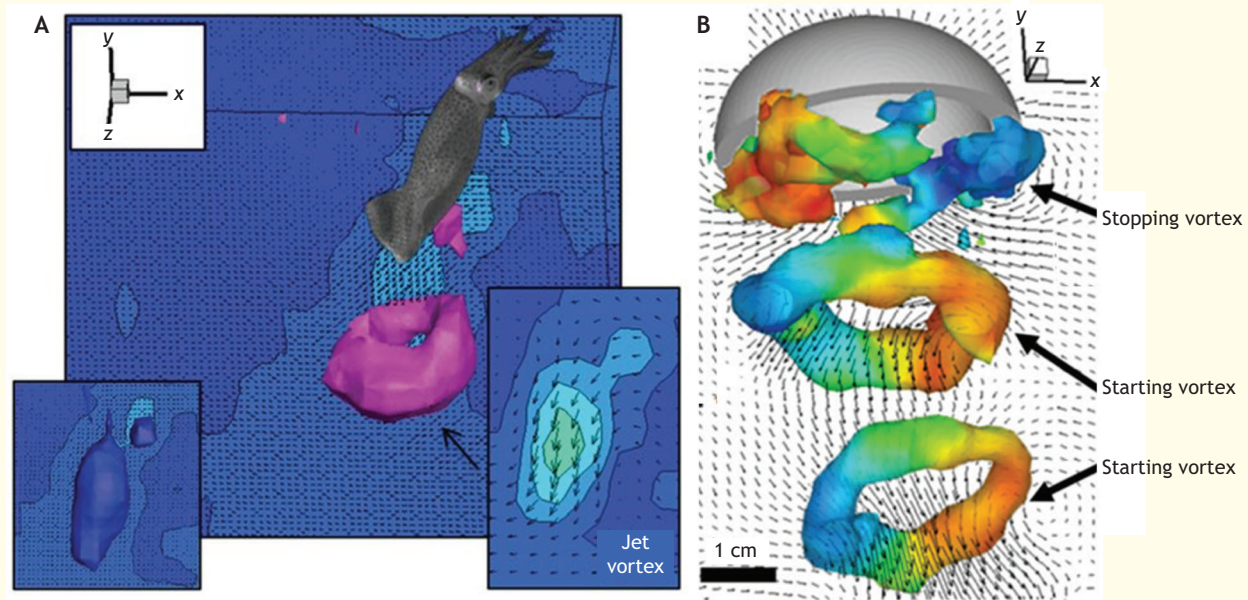 A
y
x
z
Jet
vortex
B
y
z
x
Stopping vortex
Starting vortex
Starting vortex
1 cm